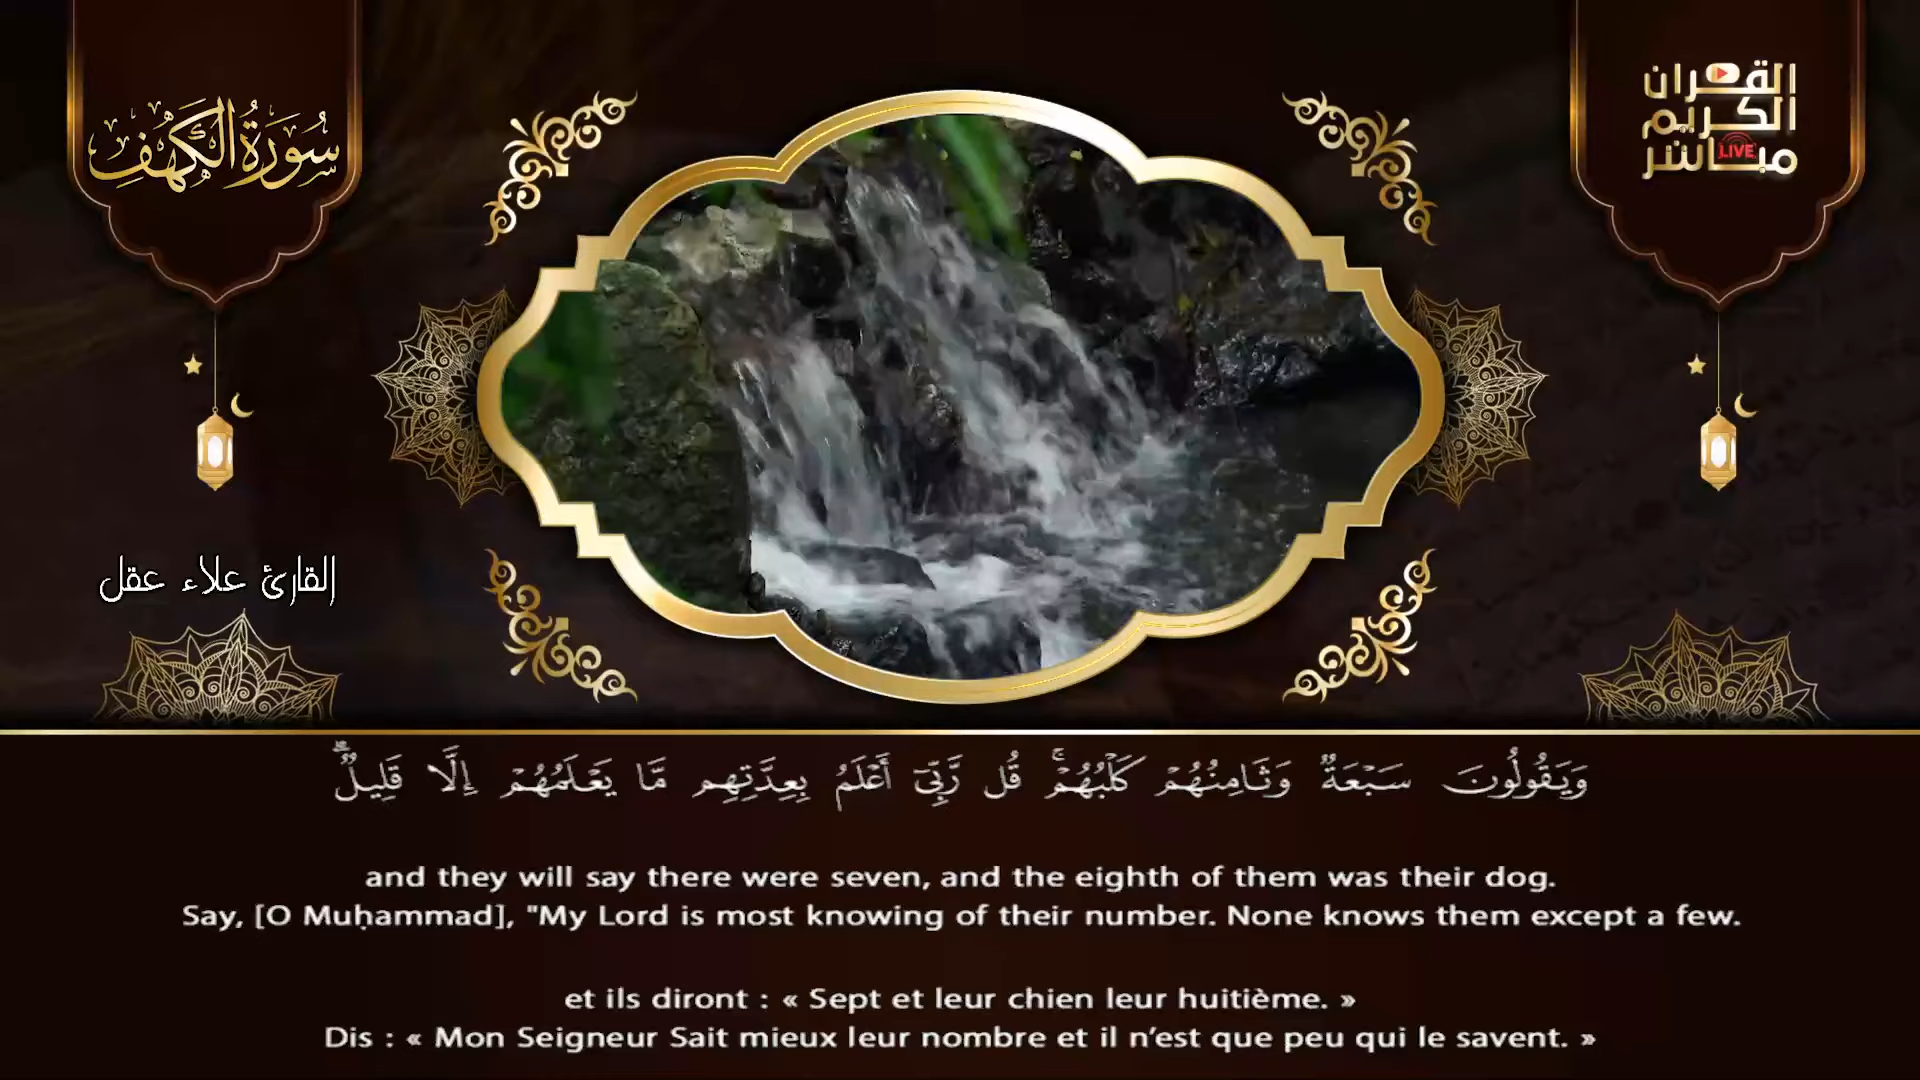 سُورَةُ الكَهْفِ
القرآن
الكريم
مباشر
LIVE
القارئ علاء عقل
وَيَقُولُونَ سَبۡعَةٞ وَثَامِنُهُمۡ كَلۡبُهُمۡۚ قُل رَّبِّيٓ أَعۡلَمُ بِعِدَّتِهِم مَّا يَعۡلَمُهُمۡ إِلَّا قَلِيلٞۗ
and they will say there were seven, and the eighth of them was their dog.
Say, [O Muḥammad], "My Lord is most knowing of their number. None knows them except a few.
et ils diront : « Sept et leur chien leur huitième. »
Dis : « Mon Seigneur Sait mieux leur nombre et il n’est que peu qui le savent. »